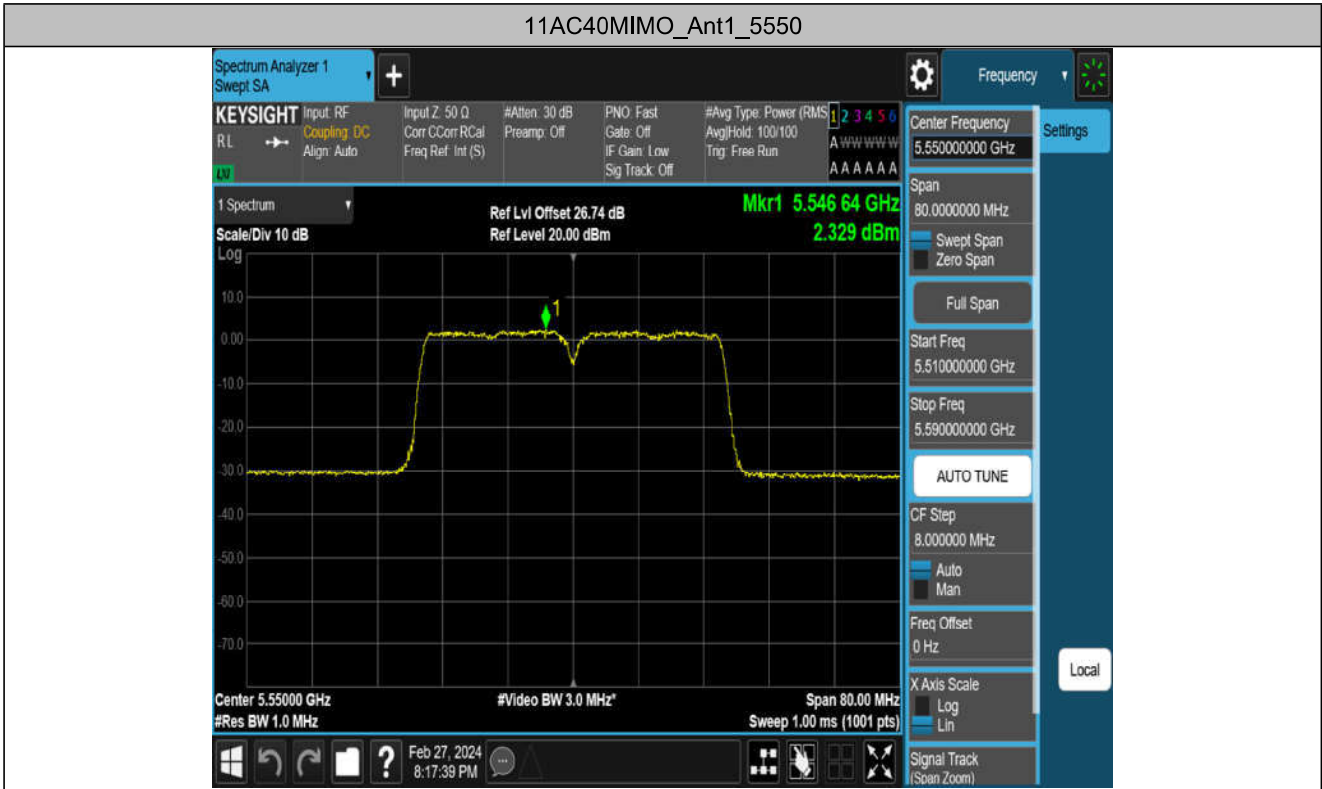 11AC40MIMO_Ant1_5550
Spectrum Analyzer 1
Swept SA
+
Frequency
KEYSIGHT
RL
LXI
Input: RF
Coupling: DC
Align: Auto
Input Z: 50 Ω
Corr CCorr RCal
Freq Ref: Int (S)
#Atten: 30 dB
Preamp: Off
PNO: Fast
Gate: Off
IF Gain: Low
Sig Track: Off
#Avg Type: Power (RMS
Avg|Hold: 100/100
Trig: Free Run
1 2 3 4 5 6
A W W W W W
A A A A A A
1 Spectrum
Scale/Div 10 dB
Log
Ref Lvl Offset 26.74 dB
Ref Level 20.00 dBm
Mkr1 5.546 64 GHz
2.329 dBm
1
10.0
0.00
-10.0
-20.0
-30.0
-40.0
-50.0
-60.0
-70.0
Center 5.55000 GHz
#Res BW 1.0 MHz
#Video BW 3.0 MHz*
Span 80.00 MHz
Sweep 1.00 ms (1001 pts)
?
Feb 27, 2024
8:17:39 PM
Center Frequency
5.550000000 GHz
Settings
Span
80.0000000 MHz
Swept Span
Zero Span
Full Span
Start Freq
5.510000000 GHz
Stop Freq
5.590000000 GHz
AUTO TUNE
CF Step
8.000000 MHz
Auto
Man
Freq Offset
0 Hz
Local
X Axis Scale
Log
Lin
Signal Track
(Span Zoom)